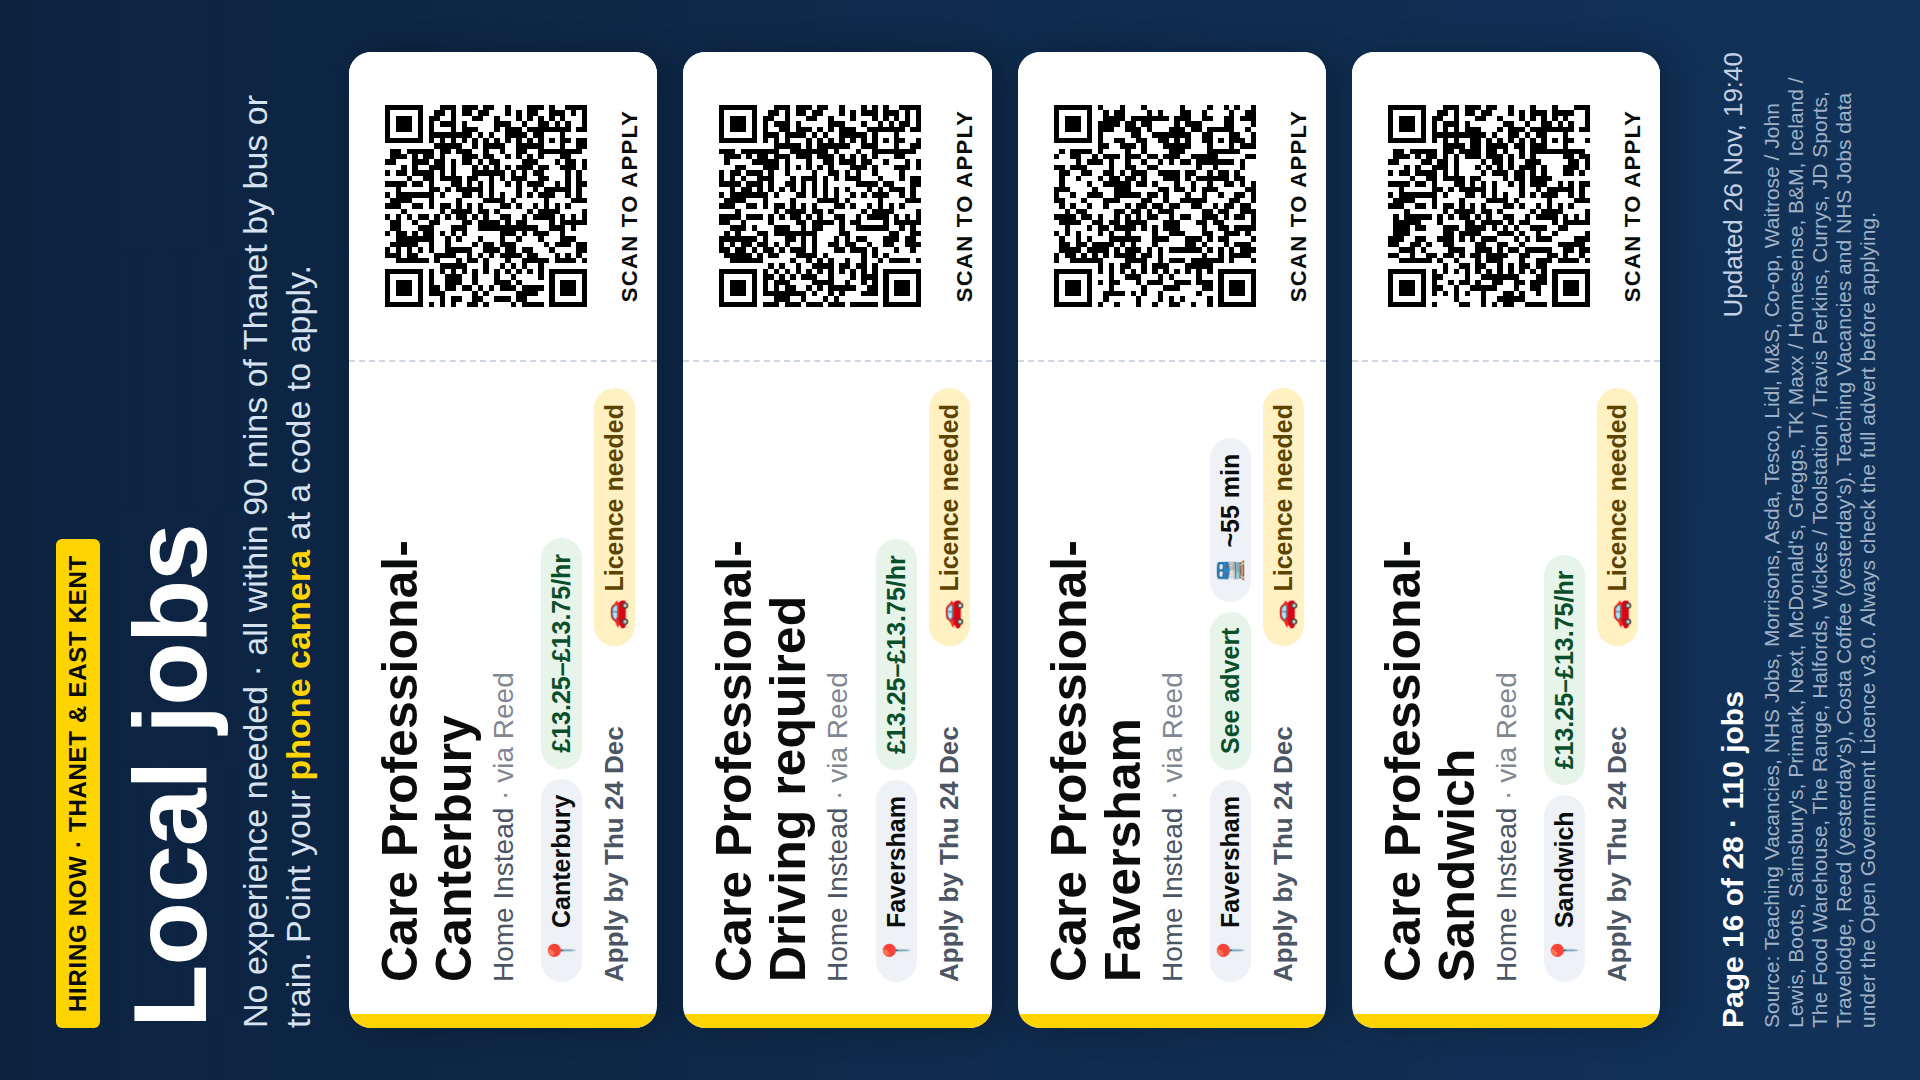 HIRING NOW · THANET & EAST KENT
Local jobs
No experience needed · all within 90 mins of Thanet by bus or
train. Point your phone camera at a code to apply.
Care Professional-
Canterbury
Home Instead · via Reed
📍 Canterbury
£13.25–£13.75/hr
Apply by Thu 24 Dec
🚗 Licence needed
SCAN TO APPLY
Care Professional-
Driving required
Home Instead · via Reed
📍 Faversham
£13.25–£13.75/hr
Apply by Thu 24 Dec
🚗 Licence needed
SCAN TO APPLY
Care Professional-
Faversham
Home Instead · via Reed
📍 Faversham
See advert
🚆 ~55 min
Apply by Thu 24 Dec
🚗 Licence needed
SCAN TO APPLY
Care Professional-
Sandwich
Home Instead · via Reed
📍 Sandwich
£13.25–£13.75/hr
Apply by Thu 24 Dec
🚗 Licence needed
SCAN TO APPLY
Page 16 of 28 · 110 jobs
Updated 26 Nov, 19:40
Source: Teaching Vacancies, NHS Jobs, Morrisons, Asda, Tesco, Lidl, M&S, Co-op, Waitrose / John
Lewis, Boots, Sainsbury's, Primark, Next, McDonald's, Greggs, TK Maxx / Homesense, B&M, Iceland /
The Food Warehouse, The Range, Halfords, Wickes / Toolstation / Travis Perkins, Currys, JD Sports,
Travelodge, Reed (yesterday's), Costa Coffee (yesterday's). Teaching Vacancies and NHS Jobs data
under the Open Government Licence v3.0. Always check the full advert before applying.